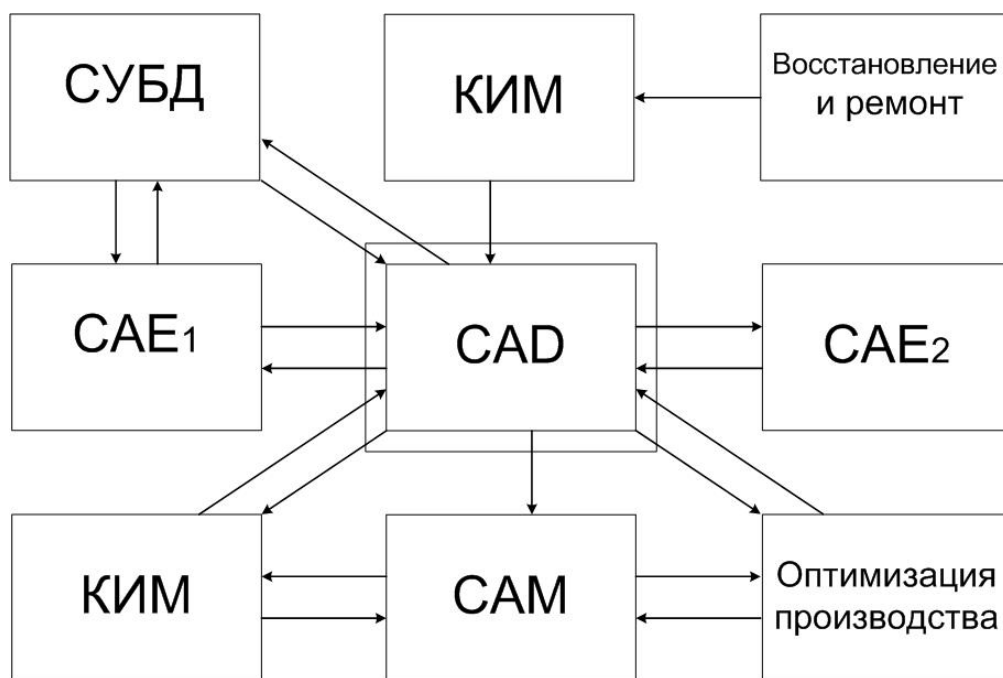 СУБД
КИМ
Восстановление
и ремонт
CAE1
CAD
CAE2
КИМ
CAM
Оптимизация
производства